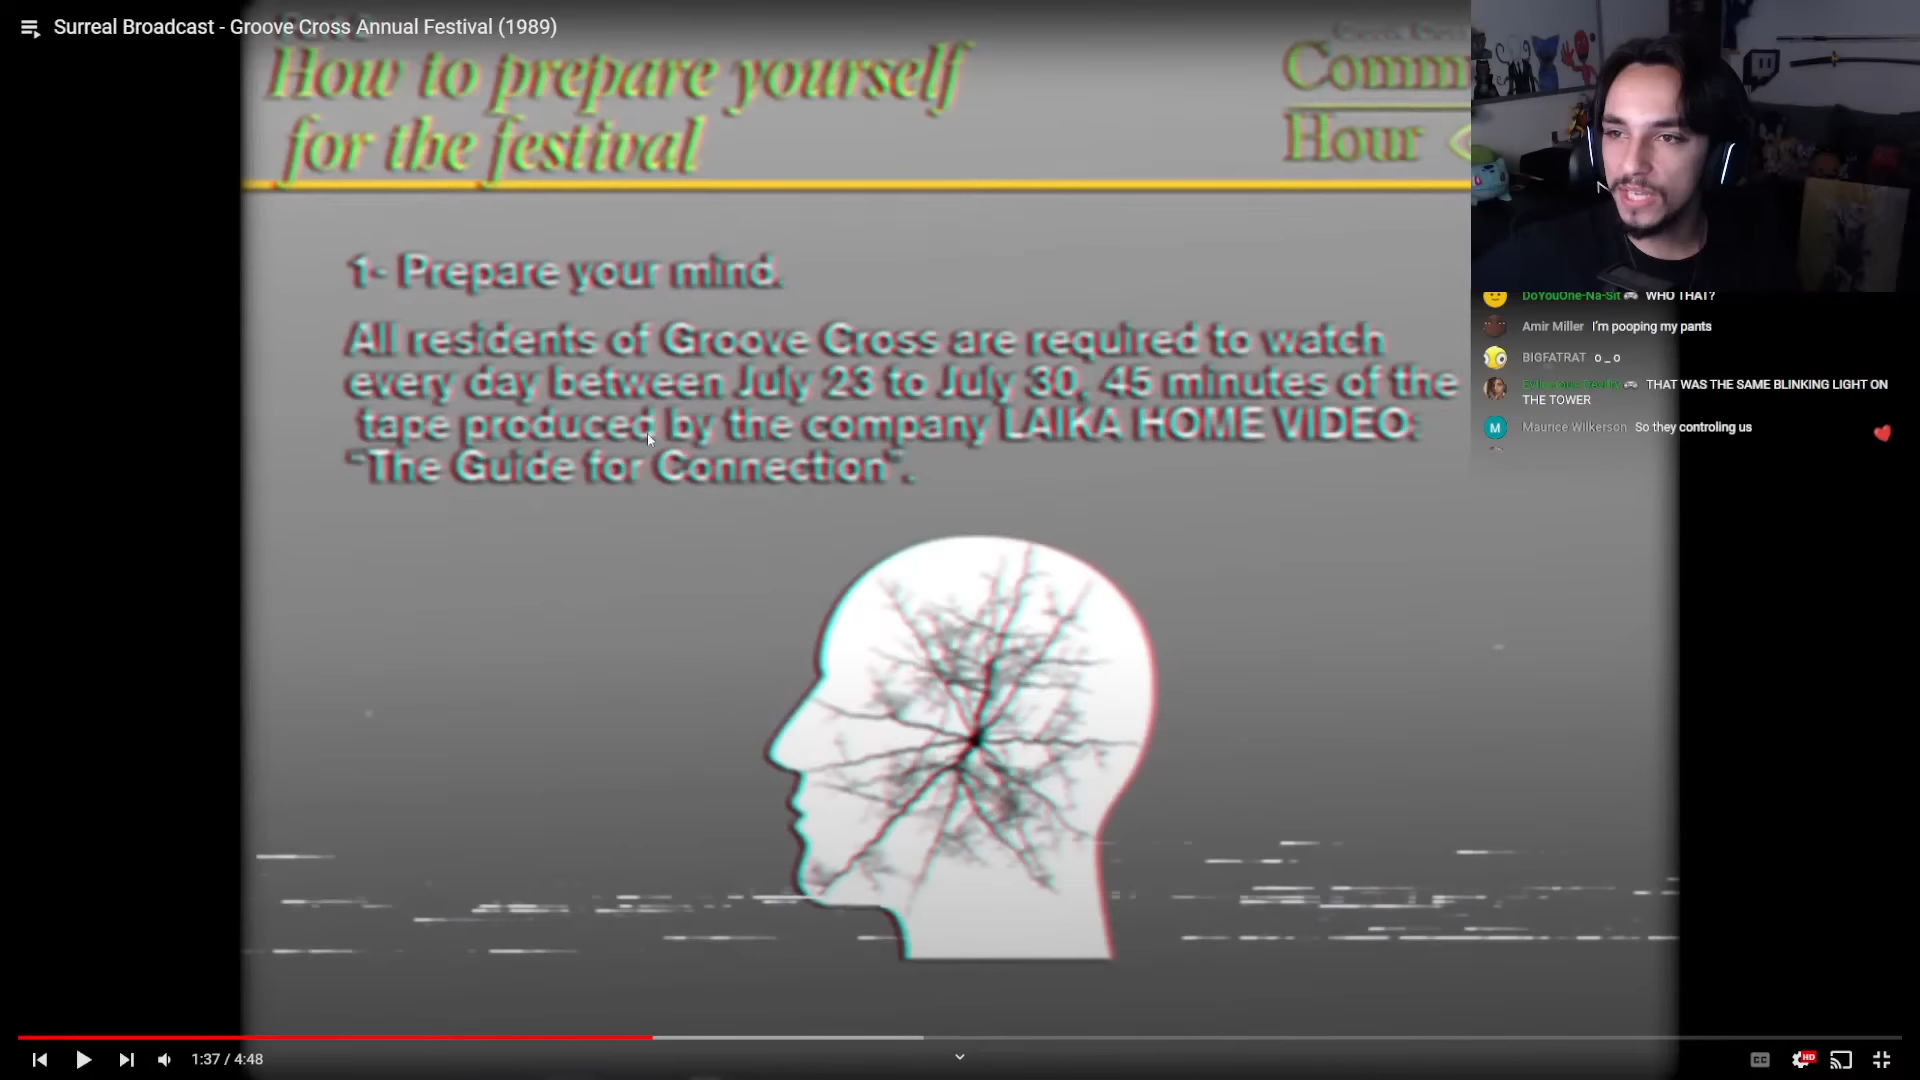 Surreal Broadcast - Groove Cross Annual Festival (1989)
How to prepare yourself
for the festival
Comm
Hour
1- Prepare your mind.
All residents of Groove Cross are required to watch
every day between July 23 to July 30, 45 minutes of the
tape produced by the company LAIKA HOME VIDEO:
"The Guide for Connection".
DoYouOne-Na-Sit WHO THAT?
Amir Miller I'm pooping my pants
BIGFATRAT o_o
THAT WAS THE SAME BLINKING LIGHT ON
THE TOWER
M
Maurice Wilkerson So they controling us
1:37 / 4:48
CC
HD